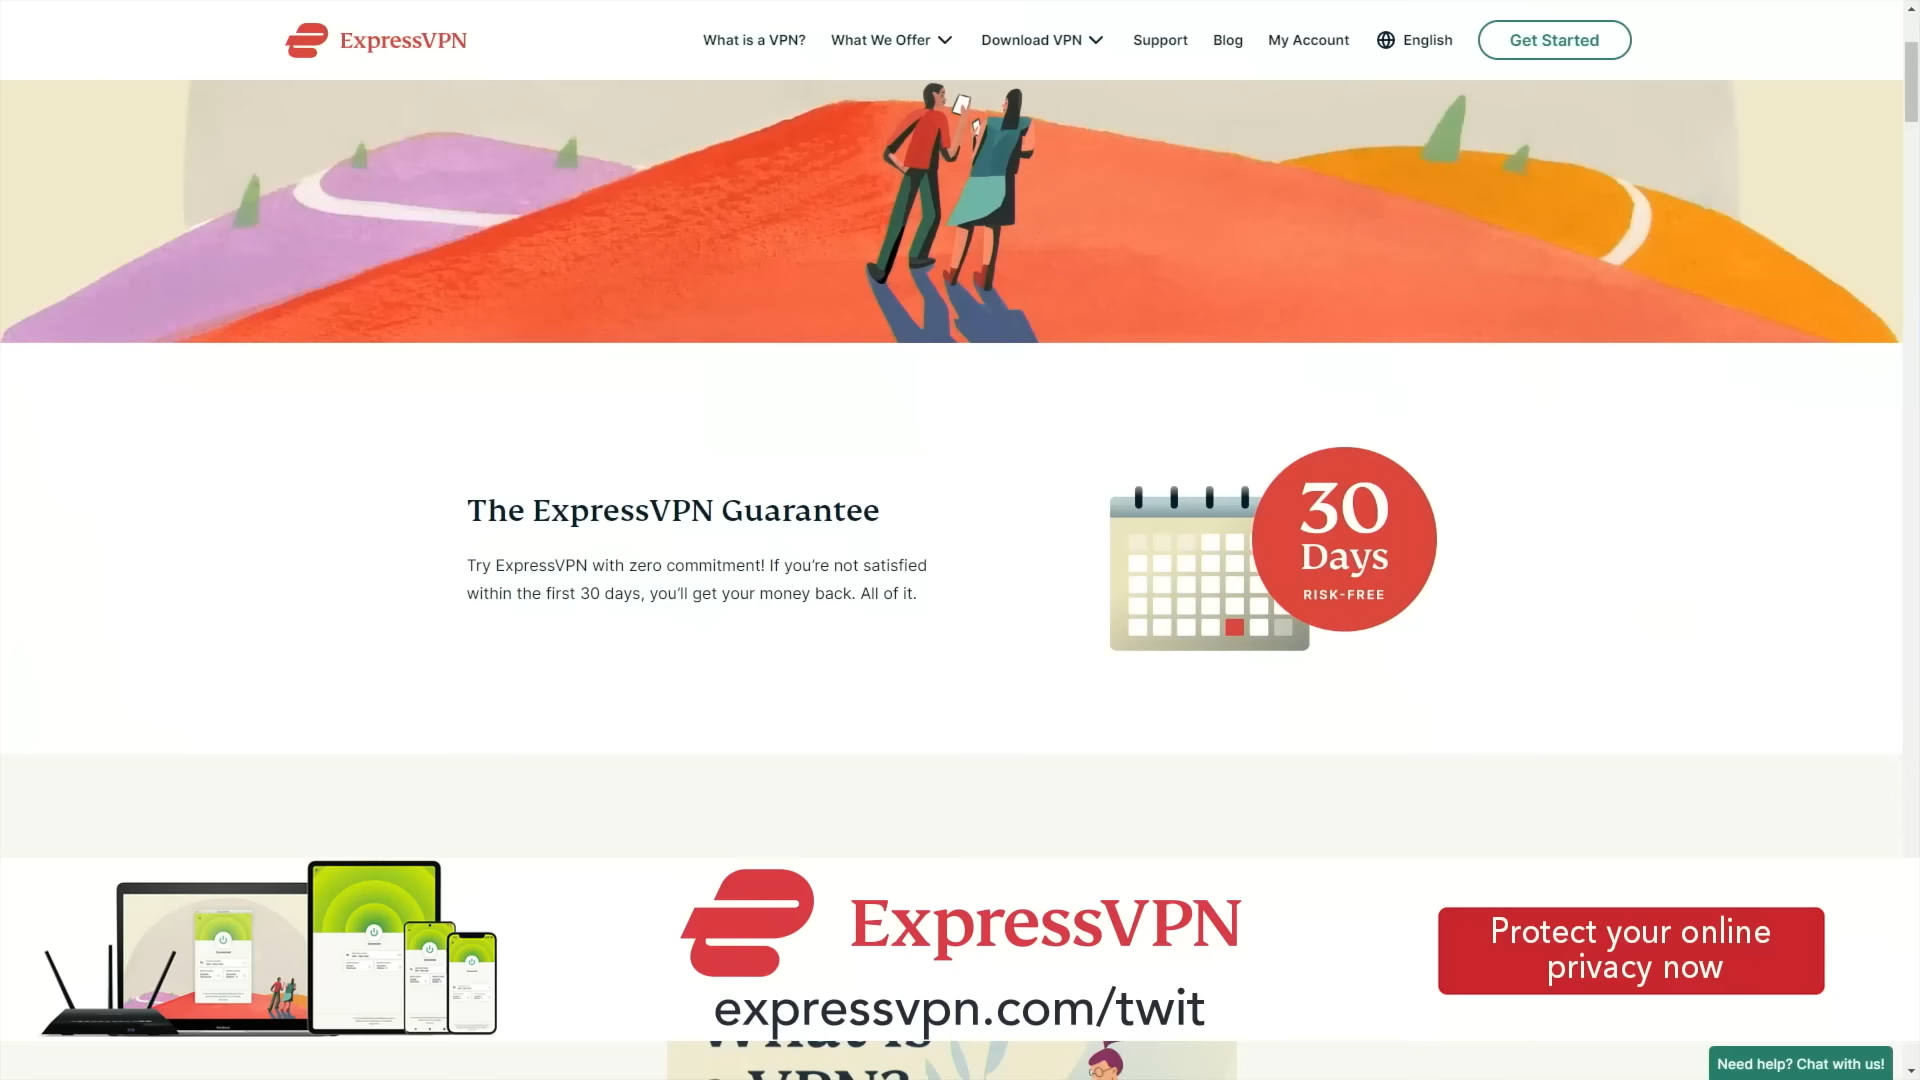 ExpressVPN
What is a VPN?
What We Offer
Download VPN
Support
Blog
My Account
English
Get Started
The ExpressVPN Guarantee
Try ExpressVPN with zero commitment! If you’re not satisfied
within the first 30 days, you’ll get your money back. All of it.
30
Days
RISK-FREE
ExpressVPN
expressvpn.com/twit
Protect your online
privacy now
What is
a VPN?
Need help? Chat with us!